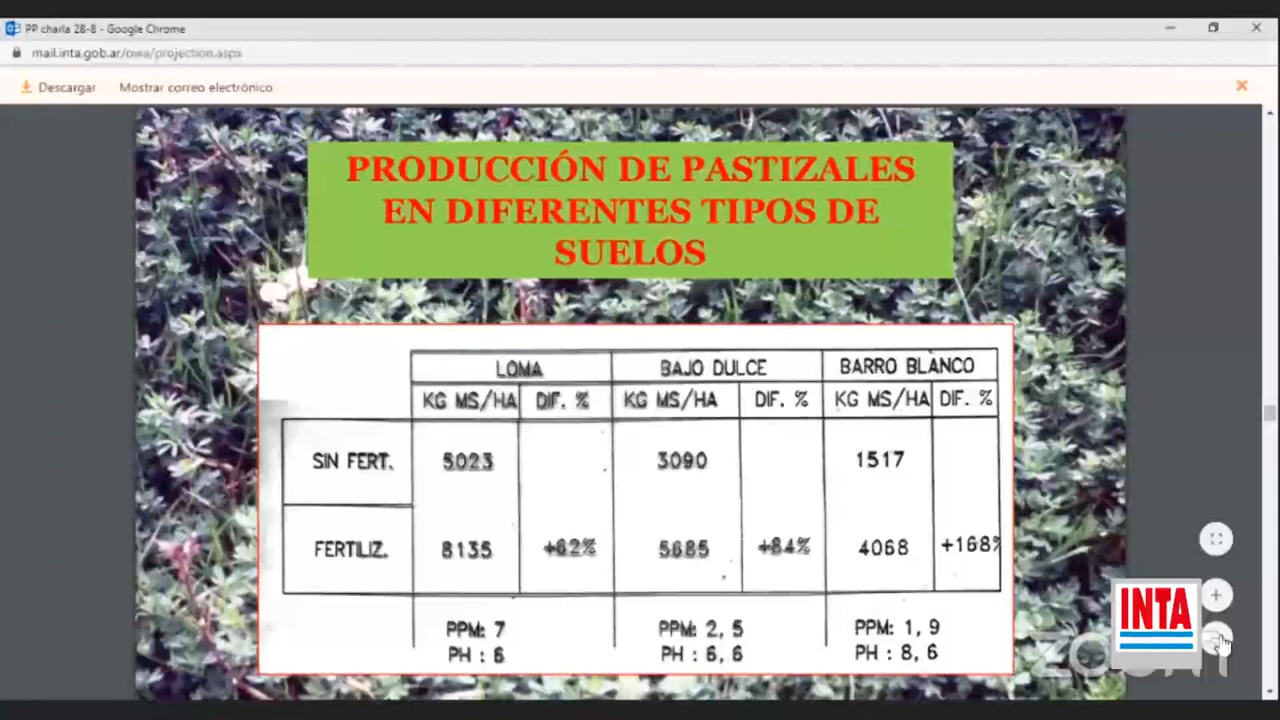 PP charla 28-8 - Google Chrome
mail.inta.gob.ar/owa/projection.aspx
Descargar Mostrar correo electrónico
PRODUCCIÓN DE PASTIZALES
EN DIFERENTES TIPOS DE
SUELOS
LOMA BAJO DULCE BARRO BLANCO
KG MS/HA DIF. % KG MS/HA DIF. % KG MS/HA DIF. %
SIN FERT. 5023 3090 1517
FERTILIZ. 8135 +62% 5685 +84% 4068 +168%
PPM: 7 PPM: 2,5 PPM: 1,9
PH : 6 PH : 6,6 PH : 8,6
INTA